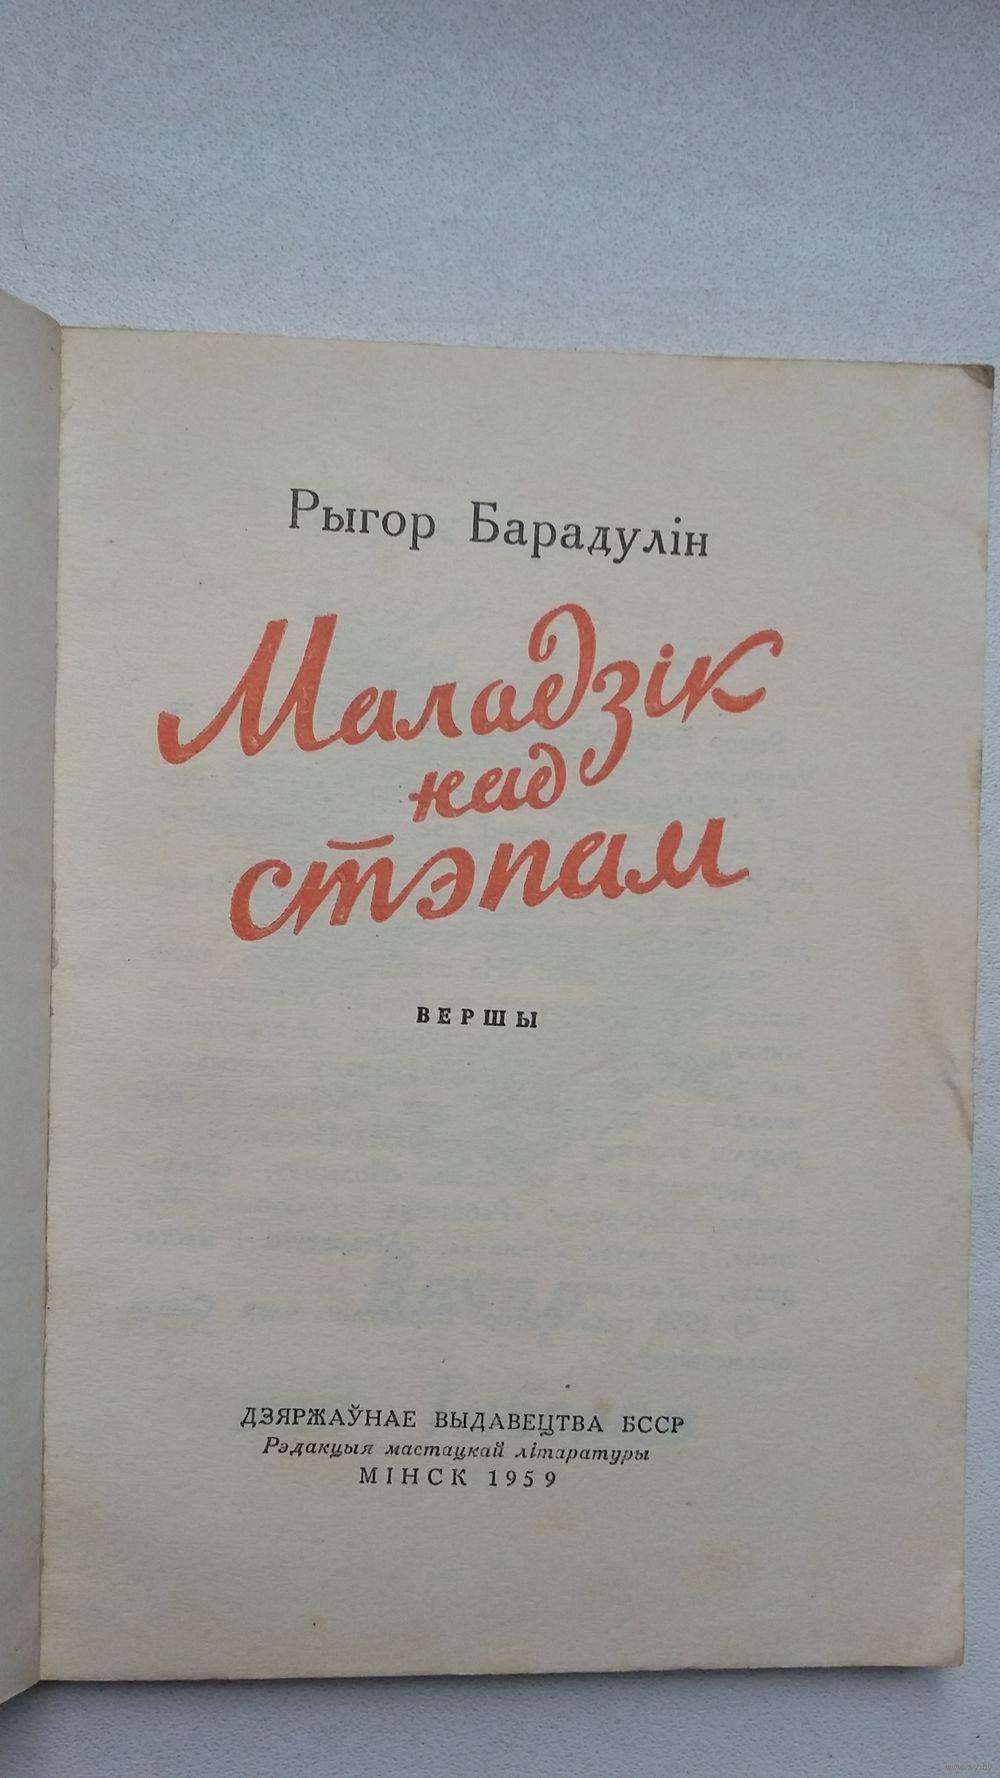 Рыгор Барадулін
Маладзік
над
стэпам
ВЕРШЫ
ДЗЯРЖАЎНАЕ ВЫДАВЕЦТВА БССР
Рэдакцыя мастацкай літаратуры
МІНСК 1959